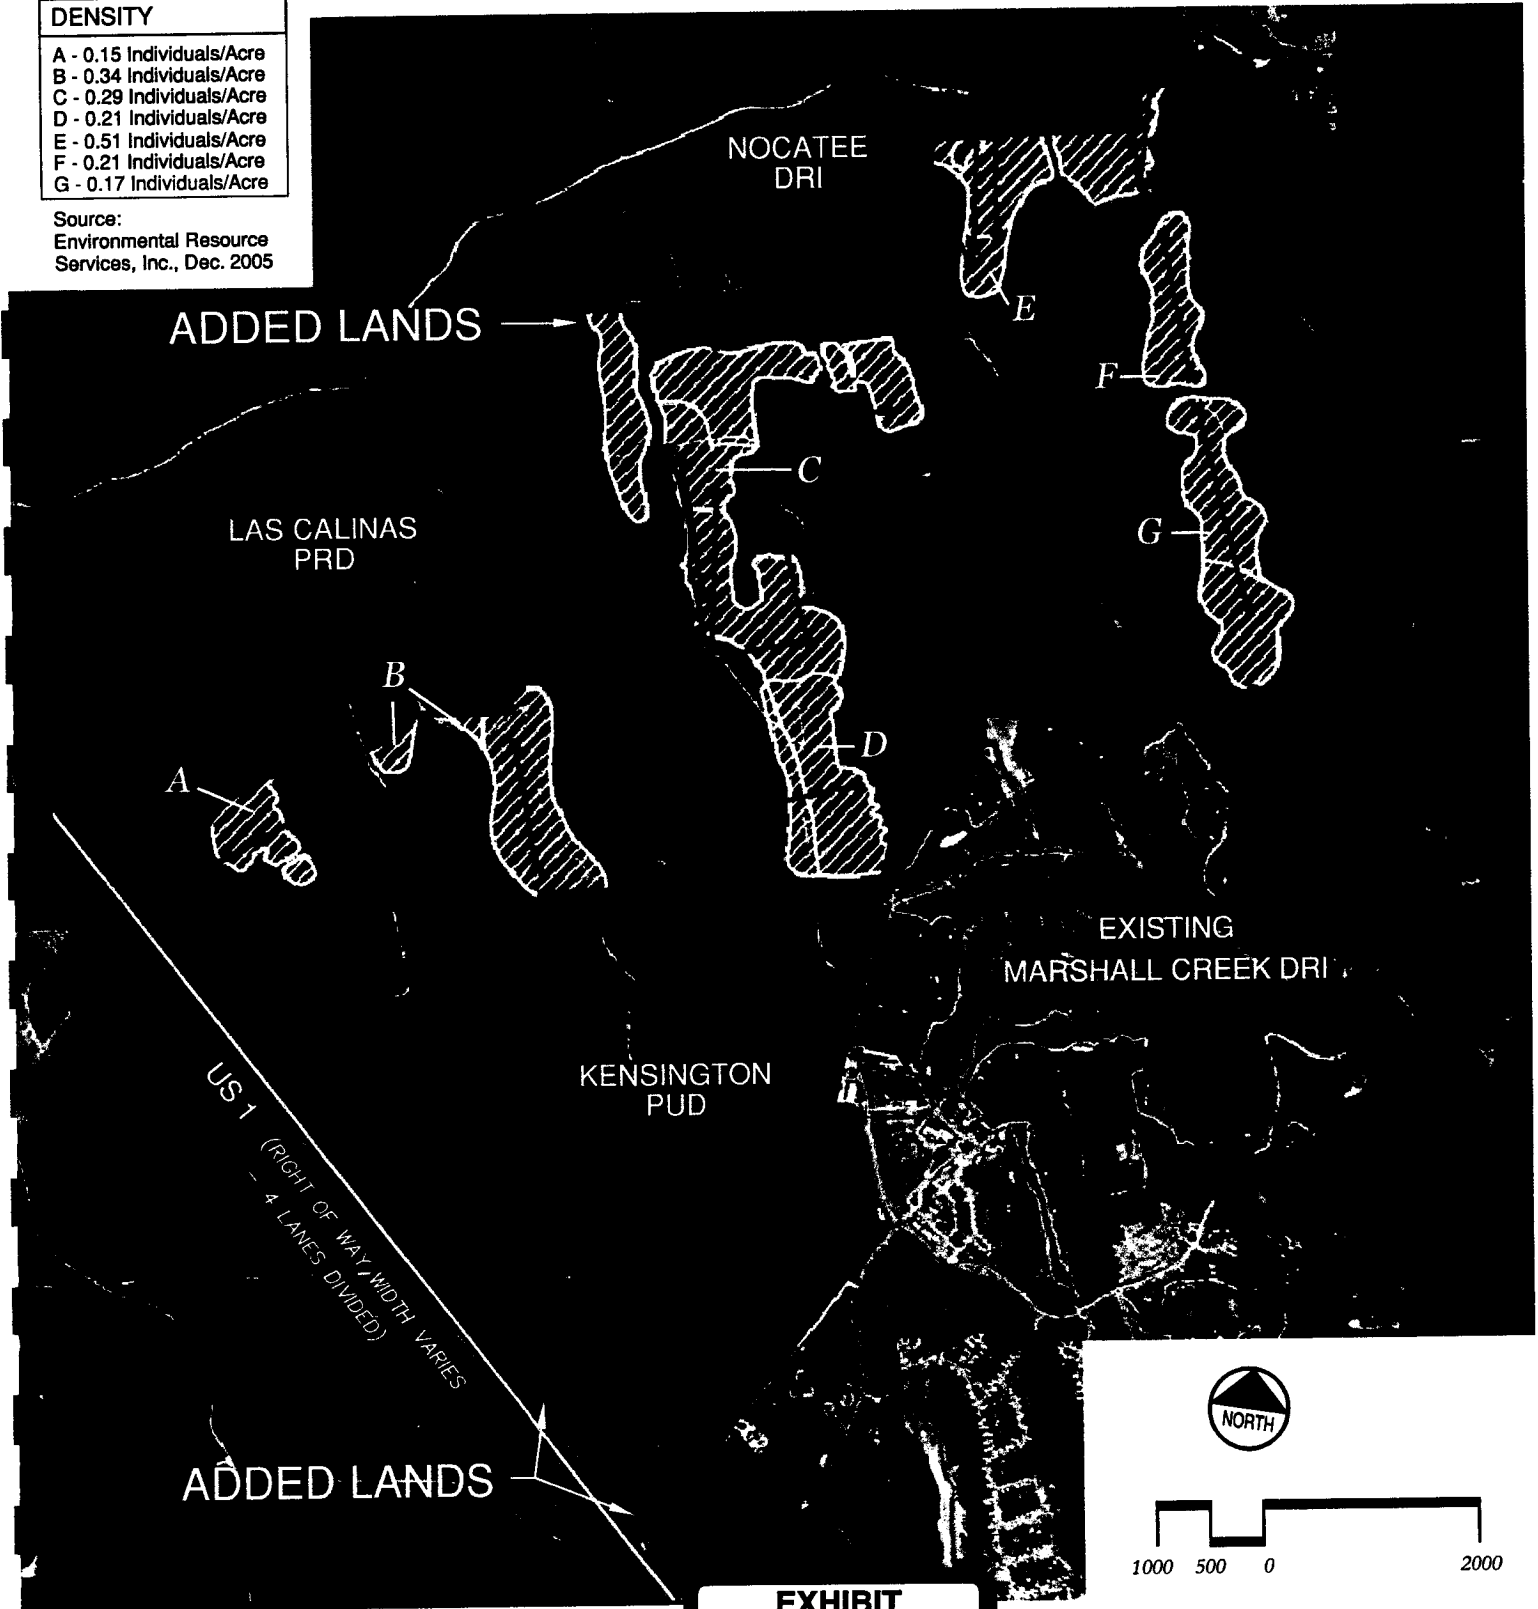 DENSITY
A - 0.15 Individuals/Acre
B - 0.34 Individuals/Acre
C - 0.29 Individuals/Acre
D - 0.21 Individuals/Acre
E - 0.51 Individuals/Acre
F - 0.21 Individuals/Acre
G - 0.17 Individuals/Acre
Source:
Environmental Resource
Services, Inc., Dec. 2005
NOCATEE
DRI
E
ADDED LANDS
F
C
LAS CALINAS
PRD
G
B
D
A
EXISTING
MARSHALL CREEK DRI
KENSINGTON
PUD
US 1
(RIGHT OF WAY WIDTH VARIES
- 4 LANES DIVIDED)
ADDED LANDS
NORTH
1000 500 0 2000
EXHIBIT